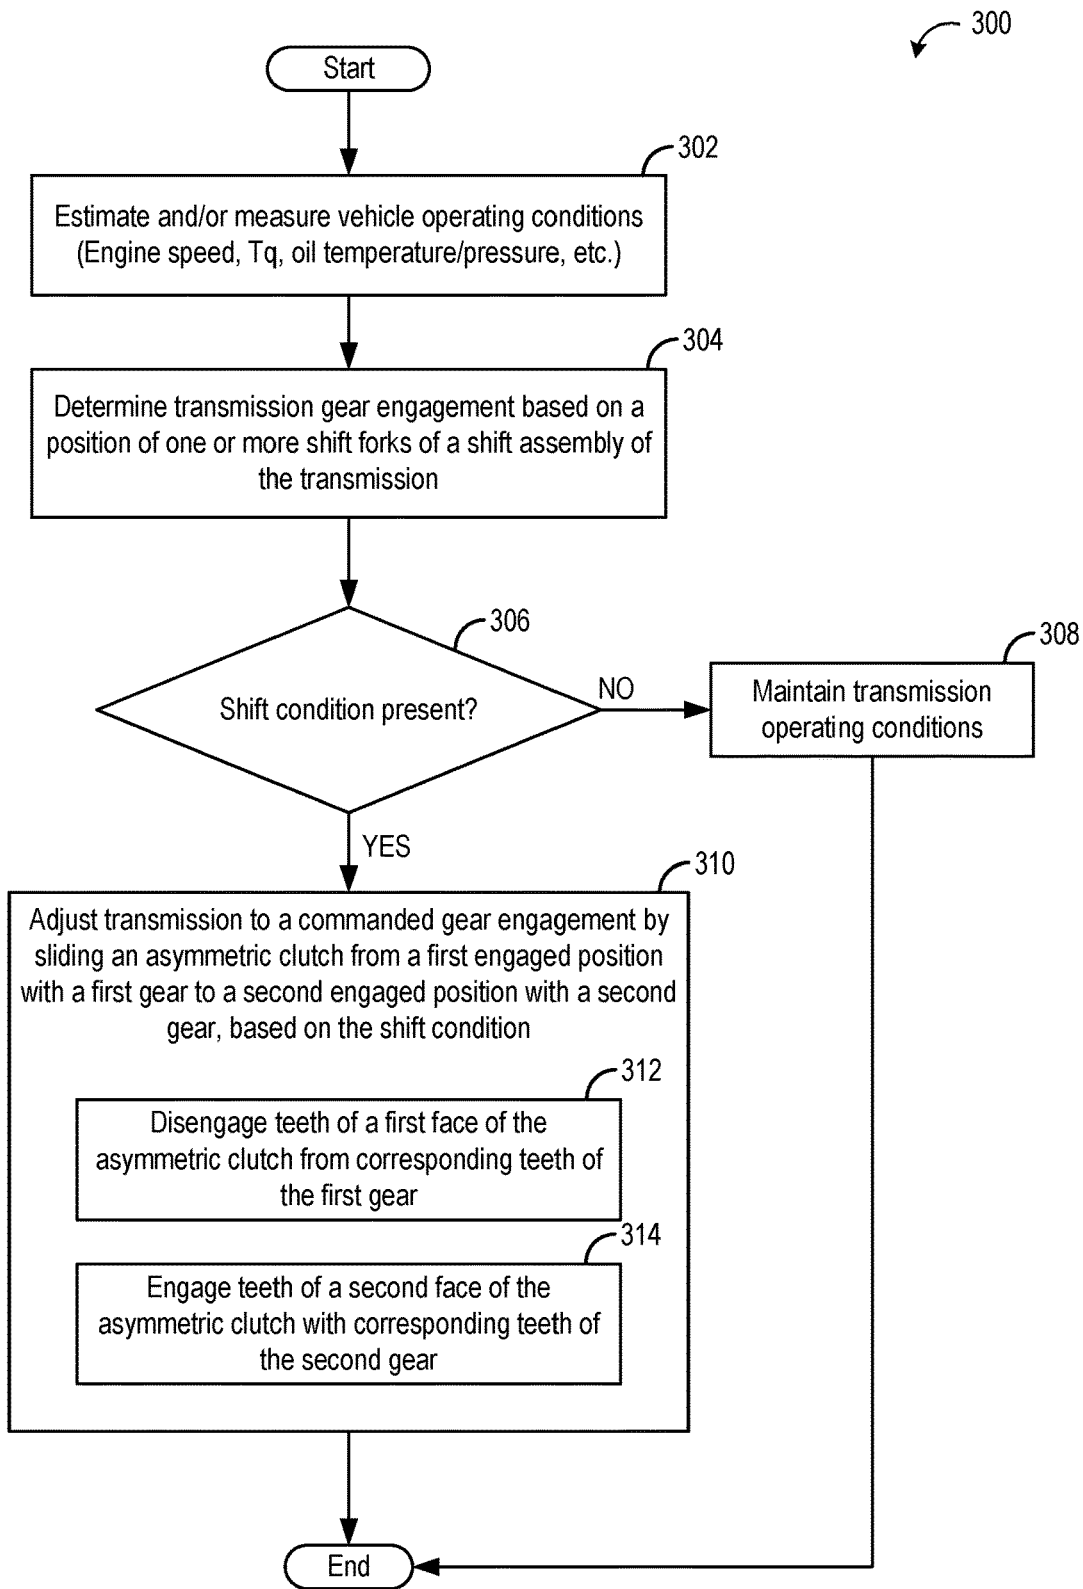 300
Start
302
Estimate and/or measure vehicle operating conditions
(Engine speed, Tq, oil temperature/pressure, etc.)
304
Determine transmission gear engagement based on a
position of one or more shift forks of a shift assembly of
the transmission
306
Shift condition present?
NO
308
Maintain transmission
operating conditions
YES
310
Adjust transmission to a commanded gear engagement by
sliding an asymmetric clutch from a first engaged position
with a first gear to a second engaged position with a second
gear, based on the shift condition
312
Disengage teeth of a first face of the
asymmetric clutch from corresponding teeth of
the first gear
314
Engage teeth of a second face of the
asymmetric clutch with corresponding teeth of
the second gear
End